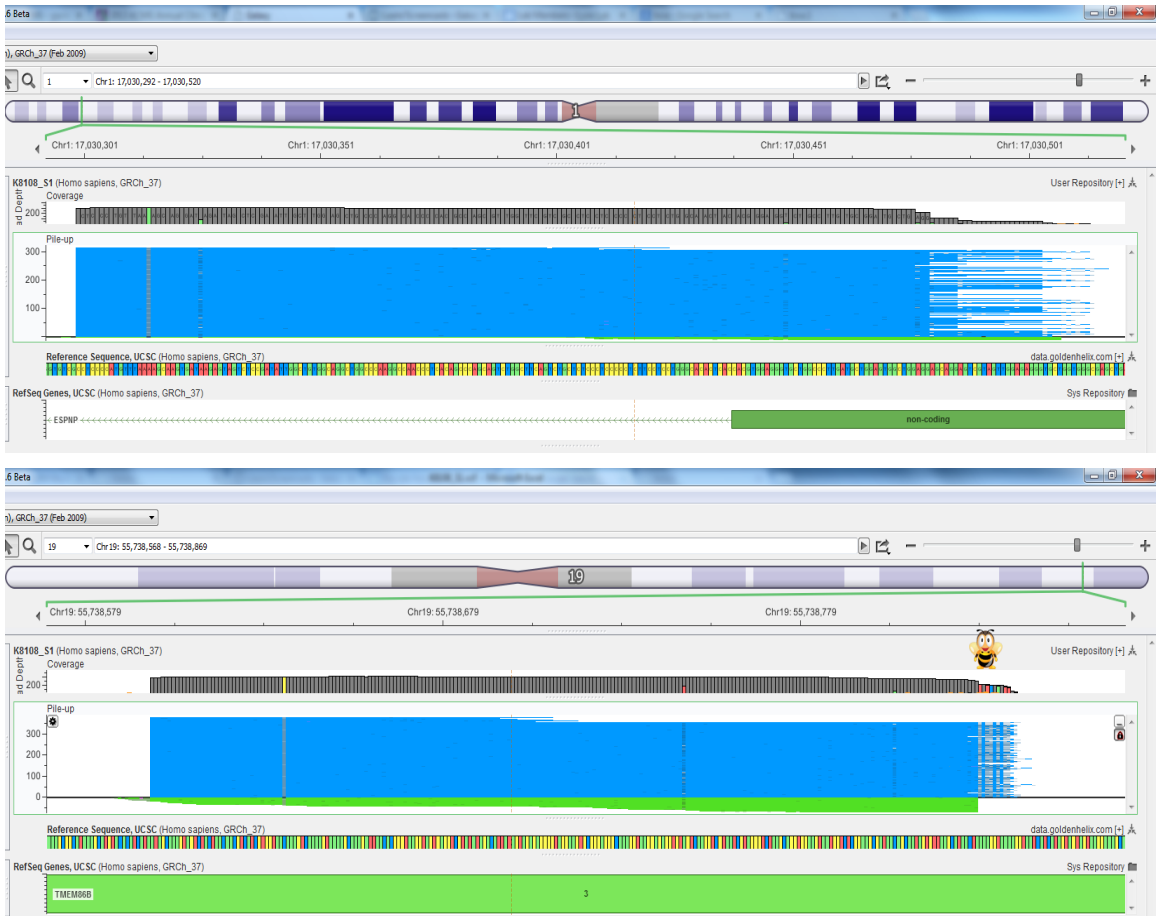 .6 Beta
n), GRCh_37 (Feb 2009)
1 Chr1: 17,030,292 - 17,030,520
1
Chr1: 17,030,301 Chr1: 17,030,351 Chr1: 17,030,401 Chr1: 17,030,451 Chr1: 17,030,501
K8108_S1 (Homo sapiens, GRCh_37) User Repository [+]
Coverage
ad Depth
200
Pile-up
300
200
100
Reference Sequence, UCSC (Homo sapiens, GRCh_37) data.goldenhelix.com [+]
RefSeq Genes, UCSC (Homo sapiens, GRCh_37) Sys Repository
ESPNP non-coding
.6 Beta
n), GRCh_37 (Feb 2009)
19 Chr19: 55,738,568 - 55,738,869
19
Chr19: 55,738,579 Chr19: 55,738,679 Chr19: 55,738,779
K8108_S1 (Homo sapiens, GRCh_37) User Repository [+]
Coverage
ad Depth
200
Pile-up
300
200
100
0
Reference Sequence, UCSC (Homo sapiens, GRCh_37) data.goldenhelix.com [+]
RefSeq Genes, UCSC (Homo sapiens, GRCh_37) Sys Repository
TMEM86B 3